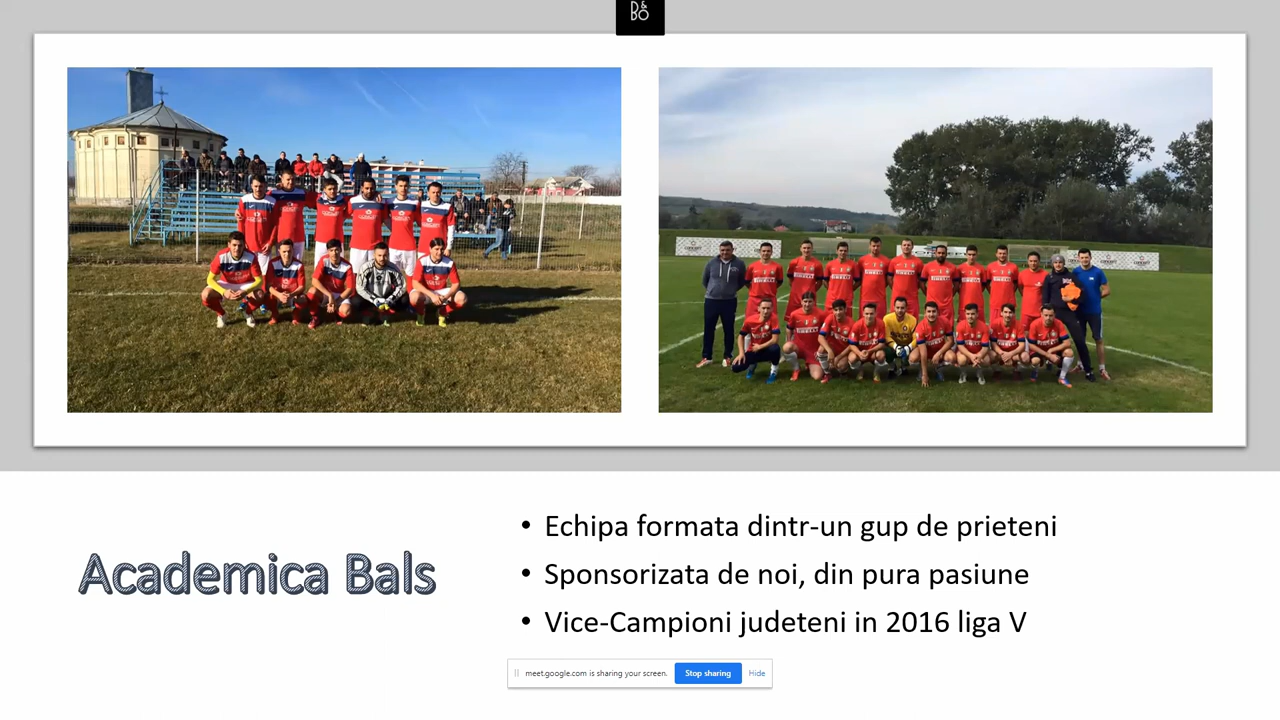 B&O
Academica Bals
• Echipa formata dintr-un gup de prieteni
• Sponsorizata de noi, din pura pasiune
• Vice-Campioni judeteni in 2016 liga V
meet.google.com is sharing your screen. Stop sharing Hide